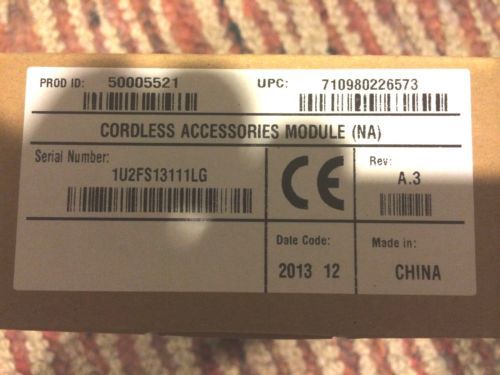 PROD ID: 50005521 UPC: 710980226573
CORDLESS ACCESSORIES MODULE (NA)
Serial Number: Rev:
1U2FS13111LG CE A.3
Date Code: Made in:
2013 12 CHINA